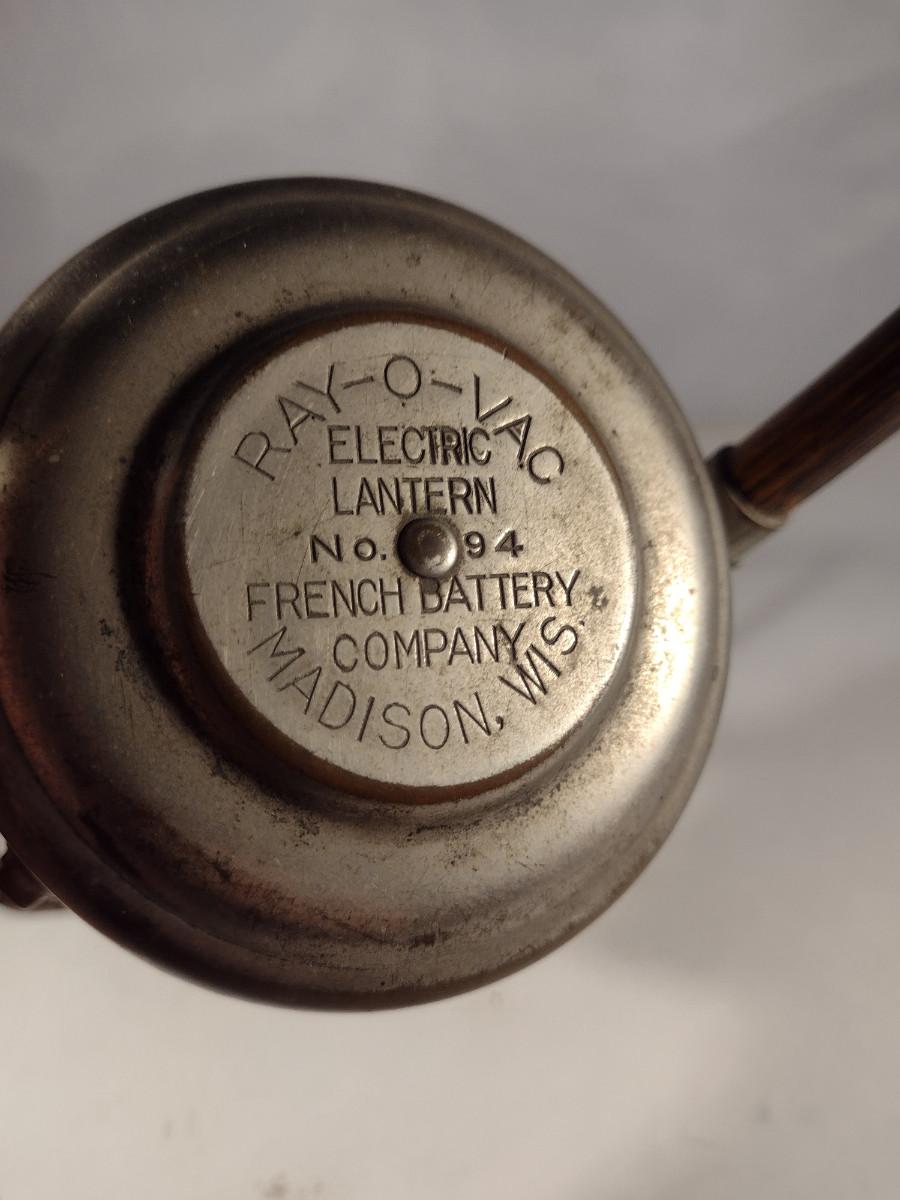 RAY-O-VAC
ELECTRIC
LANTERN
No. 94
FRENCH BATTERY
COMPANY
MADISON, WIS.